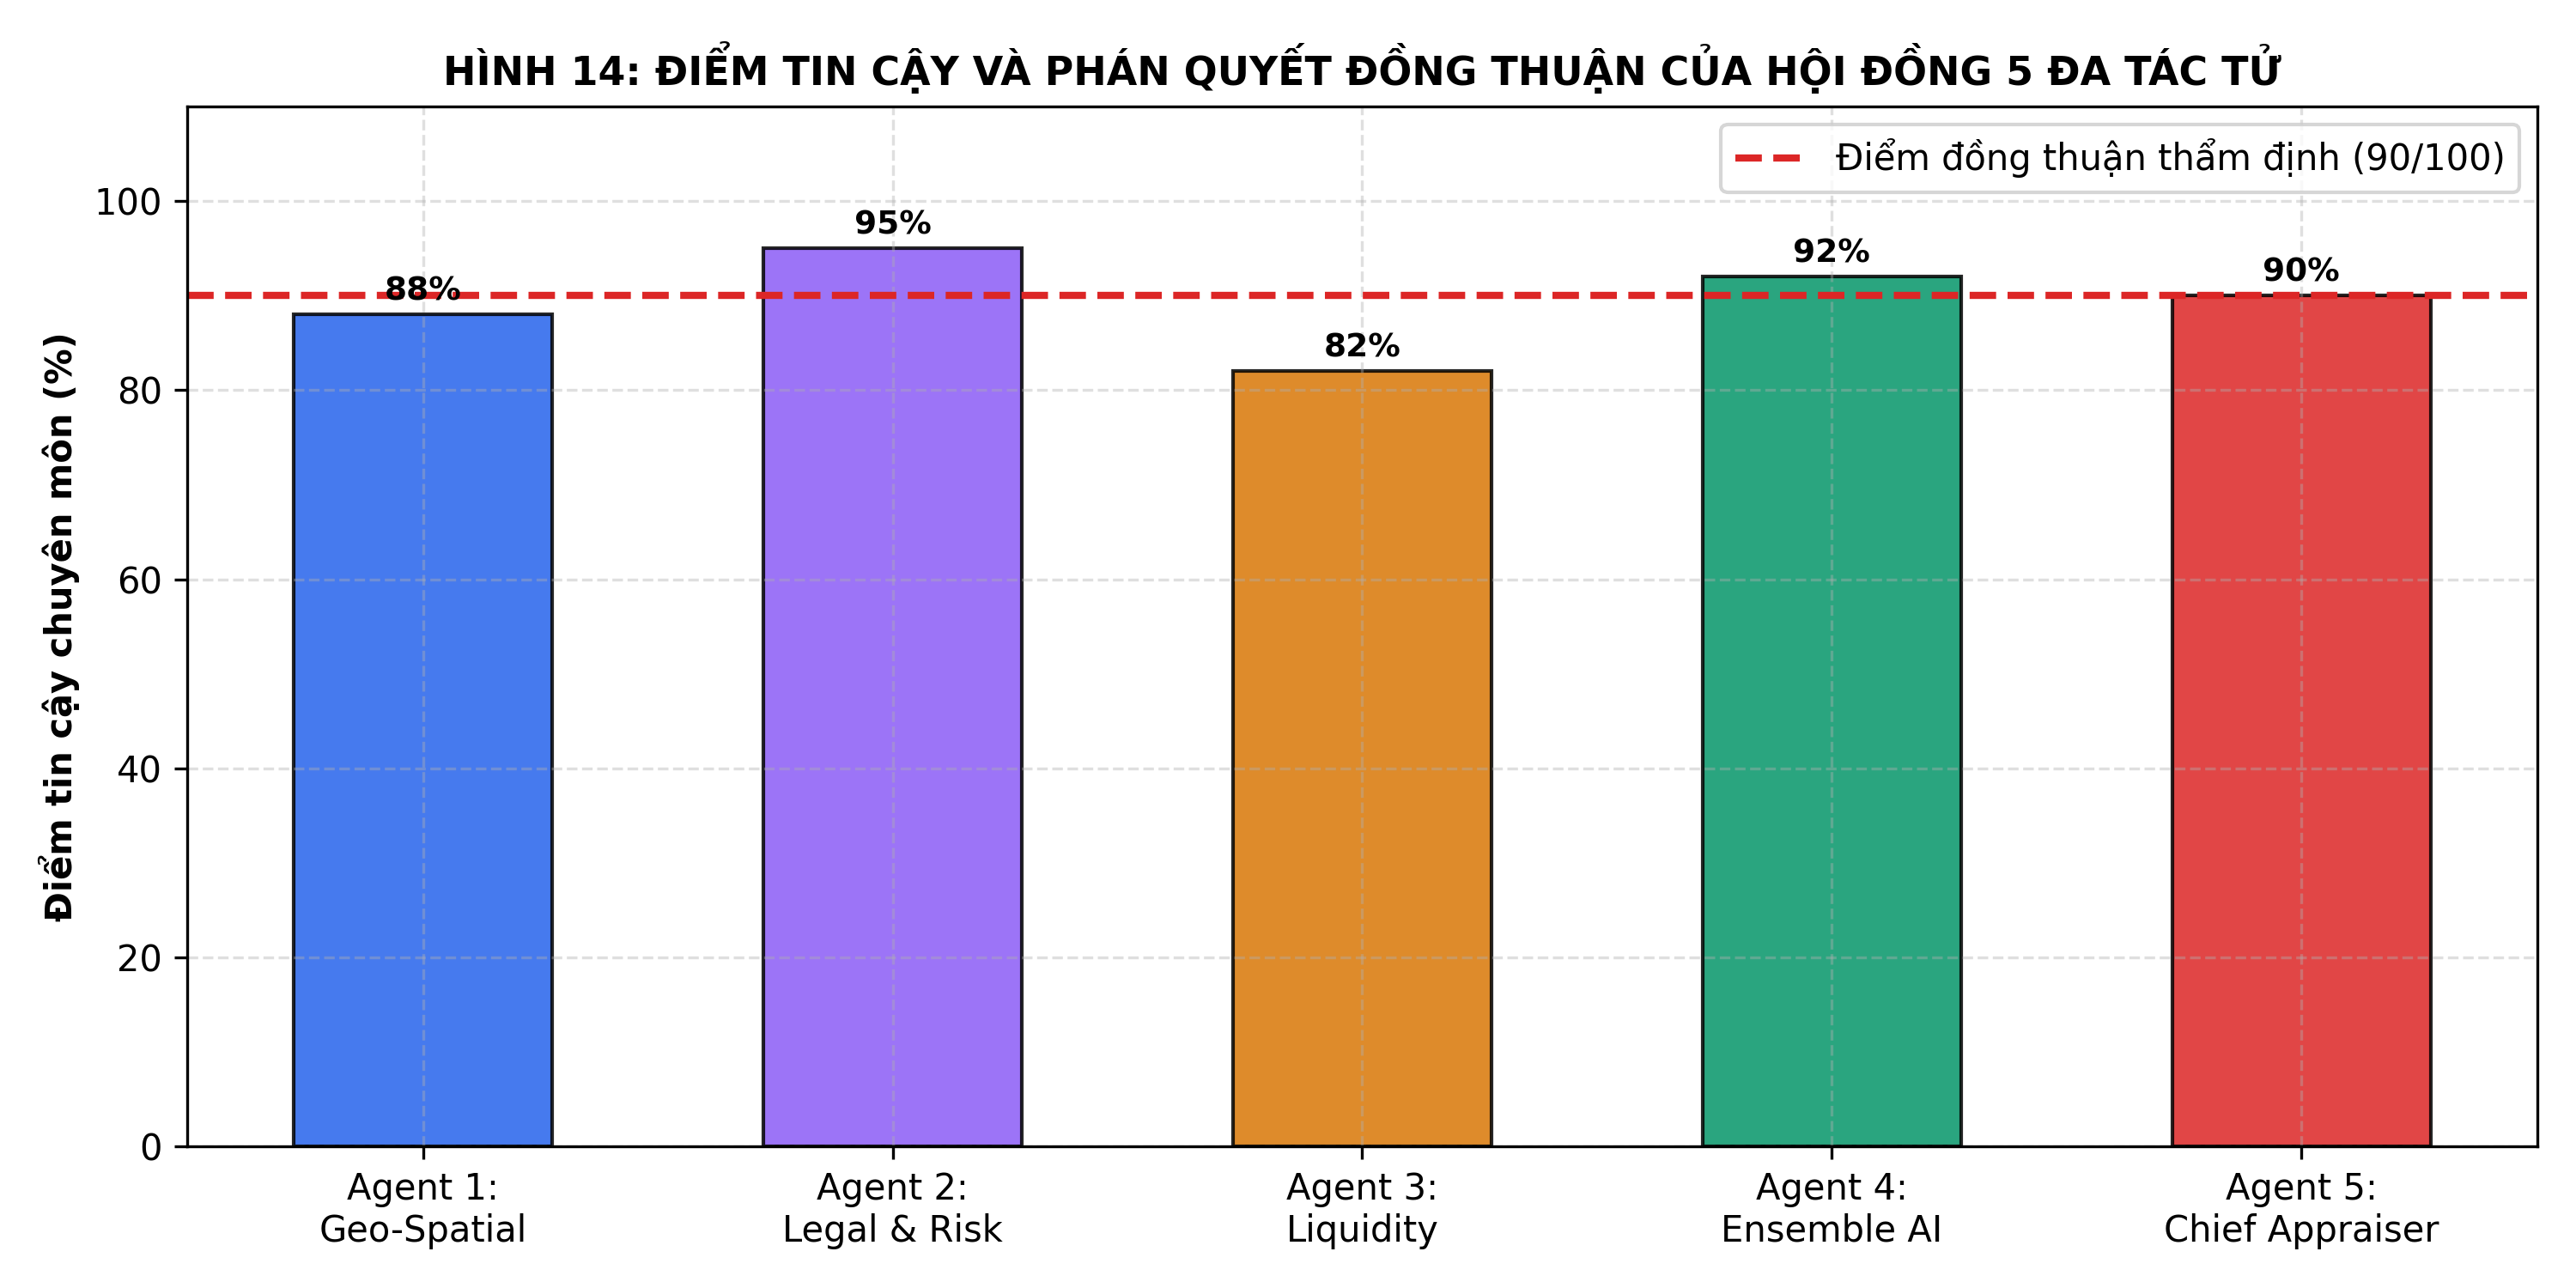 HÌNH 14: ĐIỂM TIN CẬY VÀ PHÁN QUYẾT ĐỒNG THUẬN CỦA HỘI ĐỒNG 5 ĐA TÁC TỬ
Điểm đồng thuận thẩm định (90/100)
Điểm tin cậy chuyên môn (%)
100
80
60
40
20
0
88%
95%
82%
92%
90%
Agent 1:
Geo-Spatial
Agent 2:
Legal & Risk
Agent 3:
Liquidity
Agent 4:
Ensemble AI
Agent 5:
Chief Appraiser